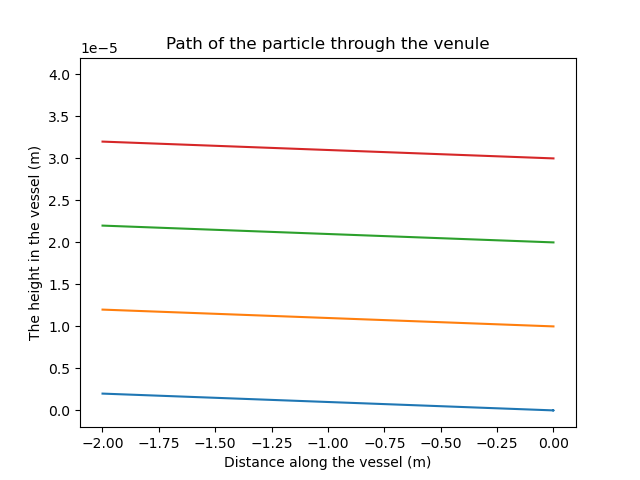 Path of the particle through the venule
1e−5
4.0
3.5
3.0
2.5
2.0
1.5
1.0
0.5
0.0
The height in the vessel (m)
−2.00 −1.75 −1.50 −1.25 −1.00 −0.75 −0.50 −0.25 0.00
Distance along the vessel (m)